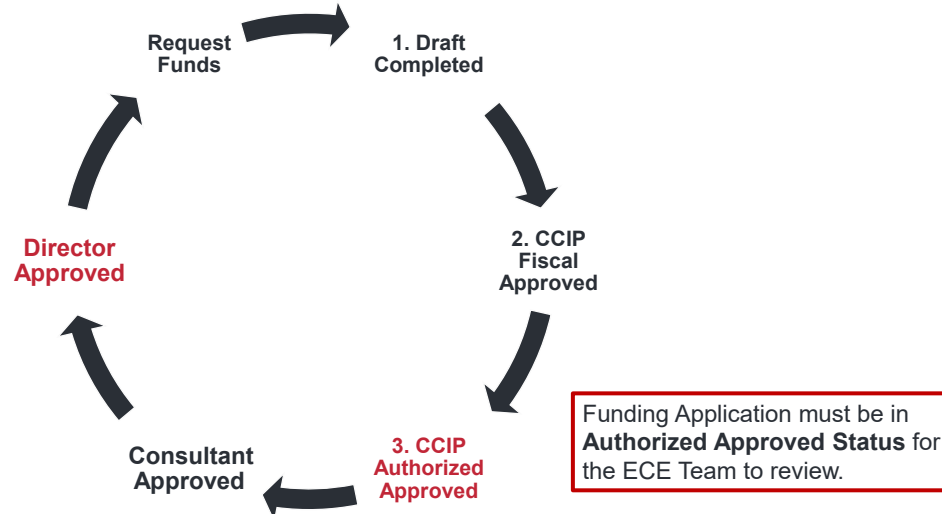 Request
Funds
1. Draft
Completed
2. CCIP
Fiscal
Approved
3. CCIP
Authorized
Approved
Consultant
Approved
Director
Approved
Funding Application must be in
Authorized Approved Status for
the ECE Team to review.